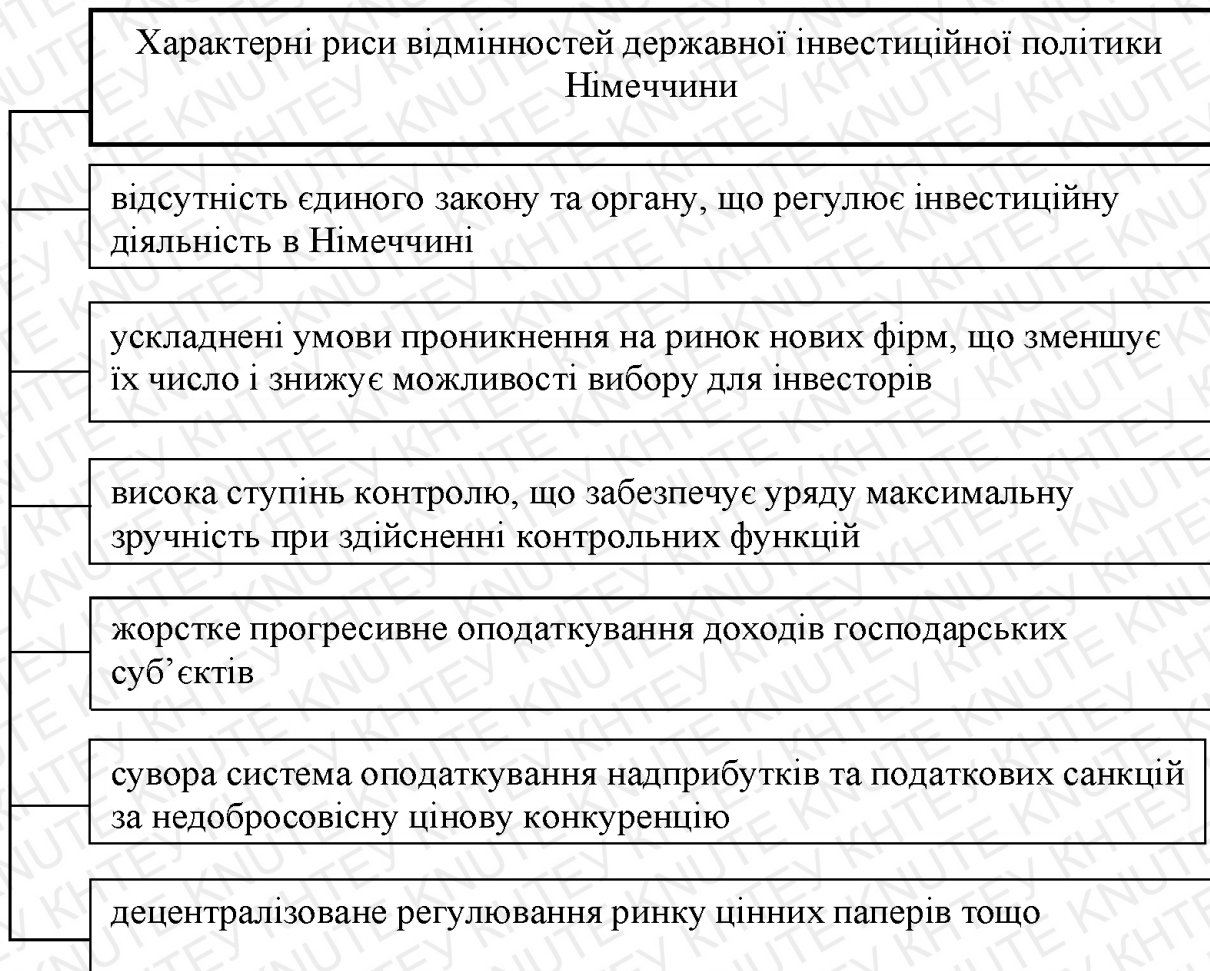 Характерні риси відмінностей державної інвестиційної політики
Німеччини
відсутність єдиного закону та органу, що регулює інвестиційну
діяльність в Німеччині
ускладнені умови проникнення на ринок нових фірм, що зменшує
їх число і знижує можливості вибору для інвесторів
висока ступінь контролю, що забезпечує уряду максимальну
зручність при здійсненні контрольних функцій
жорстке прогресивне оподаткування доходів господарських
суб’єктів
сувора система оподаткування надприбутків та податкових санкцій
за недобросовісну цінову конкуренцію
децентралізоване регулювання ринку цінних паперів тощо